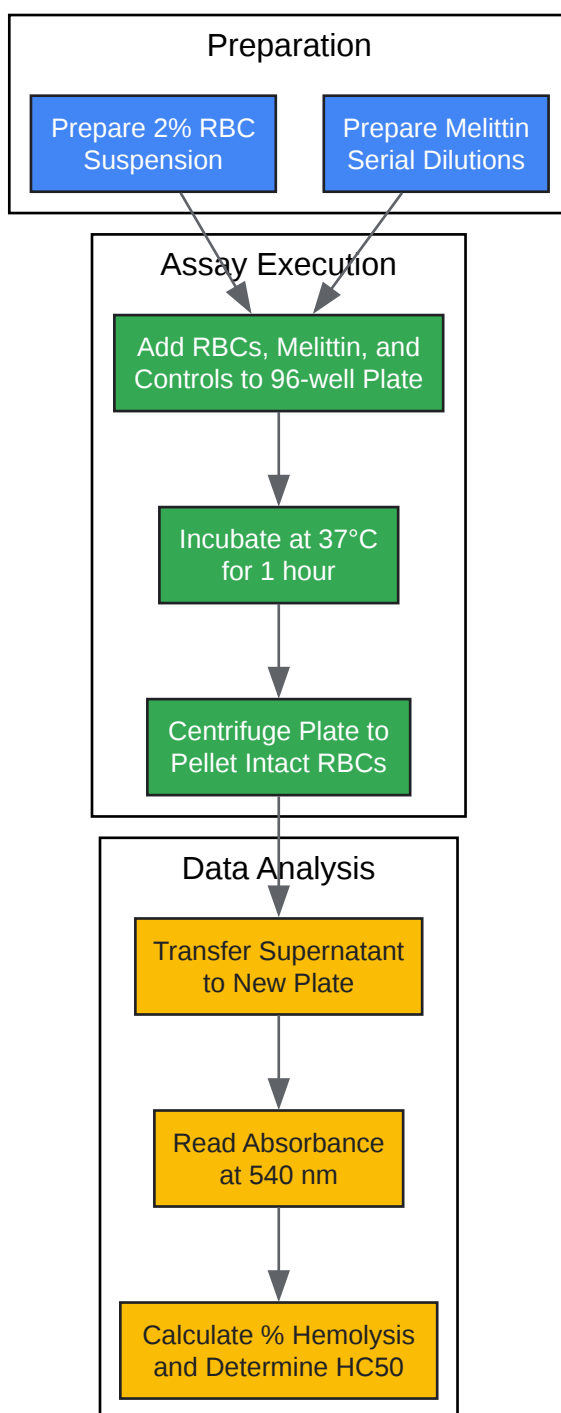 Preparation
Prepare 2% RBC
Suspension
Prepare Melittin
Serial Dilutions
Assay Execution
Add RBCs, Melittin, and
Controls to 96-well Plate
Incubate at 37°C
for 1 hour
Centrifuge Plate to
Pellet Intact RBCs
Data Analysis
Transfer Supernatant
to New Plate
Read Absorbance
at 540 nm
Calculate % Hemolysis
and Determine HC50